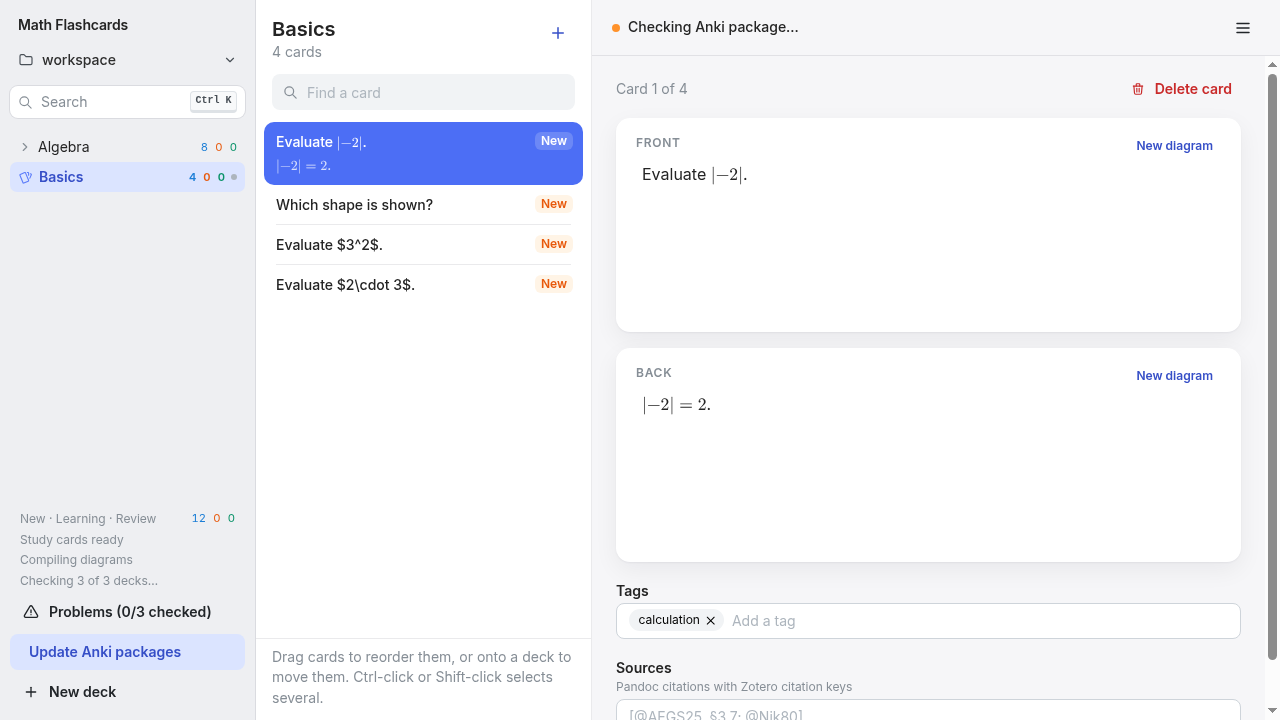 Math Flashcards
workspace
Search
Ctrl K
Algebra
8 0 0
Basics
4 0 0
New · Learning · Review
12 0 0
Study cards ready
Compiling diagrams
Checking 3 of 3 decks...
Problems (0/3 checked)
Update Anki packages
New deck
Basics
4 cards
Find a card
Evaluate |−2|.
New
|−2| = 2.
Which shape is shown?
New
Evaluate $3^2$.
New
Evaluate $2\cdot 3$.
New
Drag cards to reorder them, or onto a deck to
move them. Ctrl-click or Shift-click selects
several.
Checking Anki package...
Card 1 of 4
Delete card
FRONT
New diagram
Evaluate |−2|.
BACK
New diagram
|−2| = 2.
Tags
calculation
Add a tag
Sources
Pandoc citations with Zotero citation keys
[@AEGS25, §3.7; @Nik80]